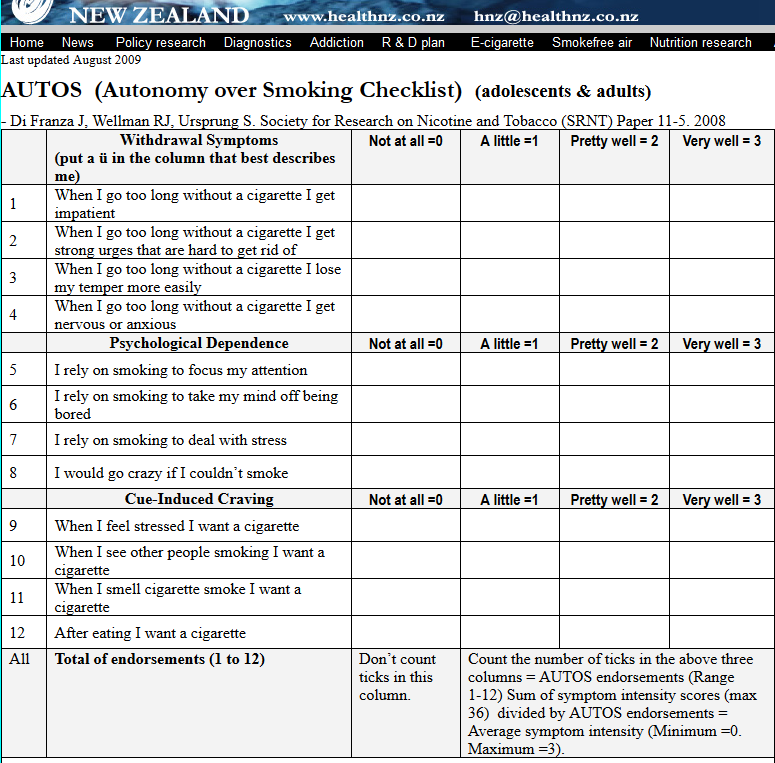 NEW ZEALAND www.healthnz.co.nz hnz@healthnz.co.nz
Home News Policy research Diagnostics Addiction R & D plan E-cigarette Smokefree air Nutrition research
Last updated August 2009
AUTOS (Autonomy over Smoking Checklist) (adolescents & adults)
- Di Franza J, Wellman RJ, Ursprung S. Society for Research on Nicotine and Tobacco (SRNT) Paper 11-5. 2008
Withdrawal Symptoms
(put a ü in the column that best describes
me)
Not at all =0 A little =1 Pretty well = 2 Very well = 3
1 When I go too long without a cigarette I get
impatient
2 When I go too long without a cigarette I get
strong urges that are hard to get rid of
3 When I go too long without a cigarette I lose
my temper more easily
4 When I go too long without a cigarette I get
nervous or anxious
Psychological Dependence Not at all =0 A little =1 Pretty well = 2 Very well = 3
5 I rely on smoking to focus my attention
6 I rely on smoking to take my mind off being
bored
7 I rely on smoking to deal with stress
8 I would go crazy if I couldn't smoke
Cue-Induced Craving Not at all =0 A little =1 Pretty well = 2 Very well = 3
9 When I feel stressed I want a cigarette
10 When I see other people smoking I want a
cigarette
11 When I smell cigarette smoke I want a
cigarette
12 After eating I want a cigarette
All Total of endorsements (1 to 12)
Don't count
ticks in this
column.
Count the number of ticks in the above three
columns = AUTOS endorsements (Range
1-12) Sum of symptom intensity scores (max
36) divided by AUTOS endorsements =
Average symptom intensity (Minimum =0.
Maximum =3).